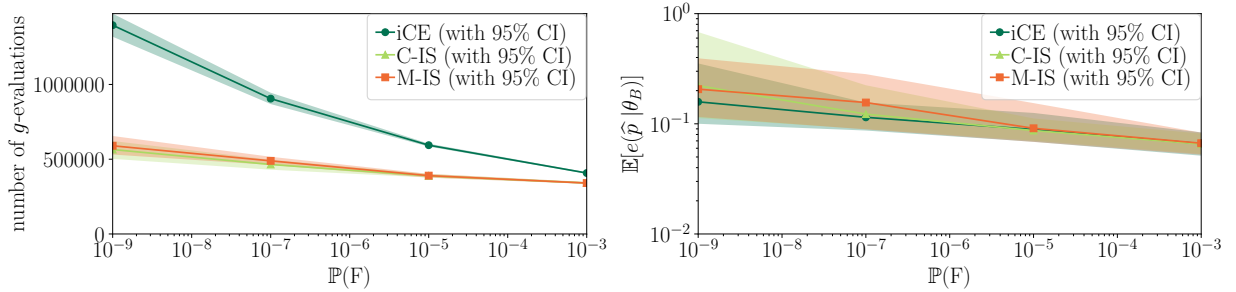 number of g-evaluations
1000000
500000
0
iCE (with 95% CI)
C-IS (with 95% CI)
M-IS (with 95% CI)
10⁻⁹ 10⁻⁸ 10⁻⁷ 10⁻⁶ 10⁻⁵ 10⁻⁴ 10⁻³
ℙ(F)
𝔼[e(p̂ |θ_B)]
10⁰
10⁻¹
10⁻²
iCE (with 95% CI)
C-IS (with 95% CI)
M-IS (with 95% CI)
10⁻⁹ 10⁻⁸ 10⁻⁷ 10⁻⁶ 10⁻⁵ 10⁻⁴ 10⁻³
ℙ(F)